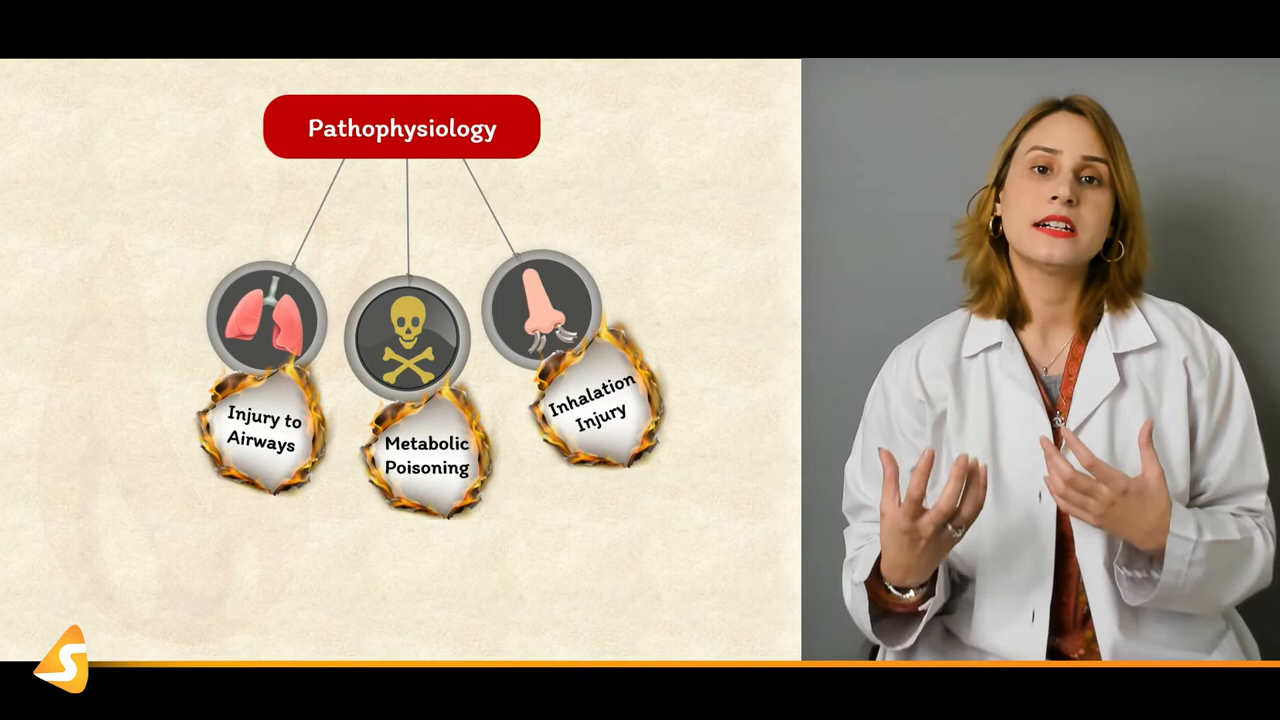 Pathophysiology
Injury to
Airways
Metabolic
Poisoning
Inhalation
Injury
S